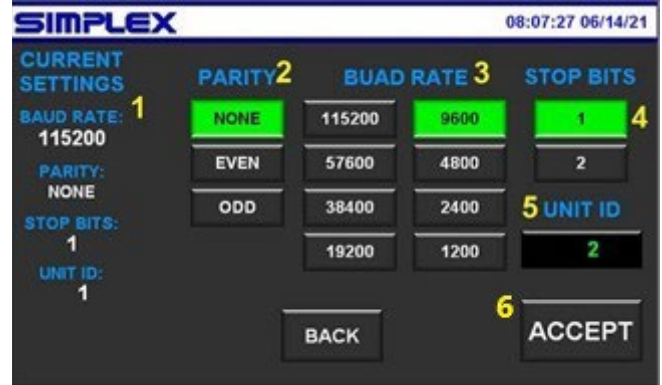 SIMPLEX 08:07:27 06/14/21
CURRENT
SETTINGS
BAUD RATE: 1
115200
PARITY:
NONE
STOP BITS:
1
UNIT ID:
1
PARITY 2
NONE
EVEN
ODD
BUAD RATE 3
115200 9600
57600 4800
38400 2400
19200 1200
STOP BITS
1 4
2
5 UNIT ID
2
BACK
6 ACCEPT